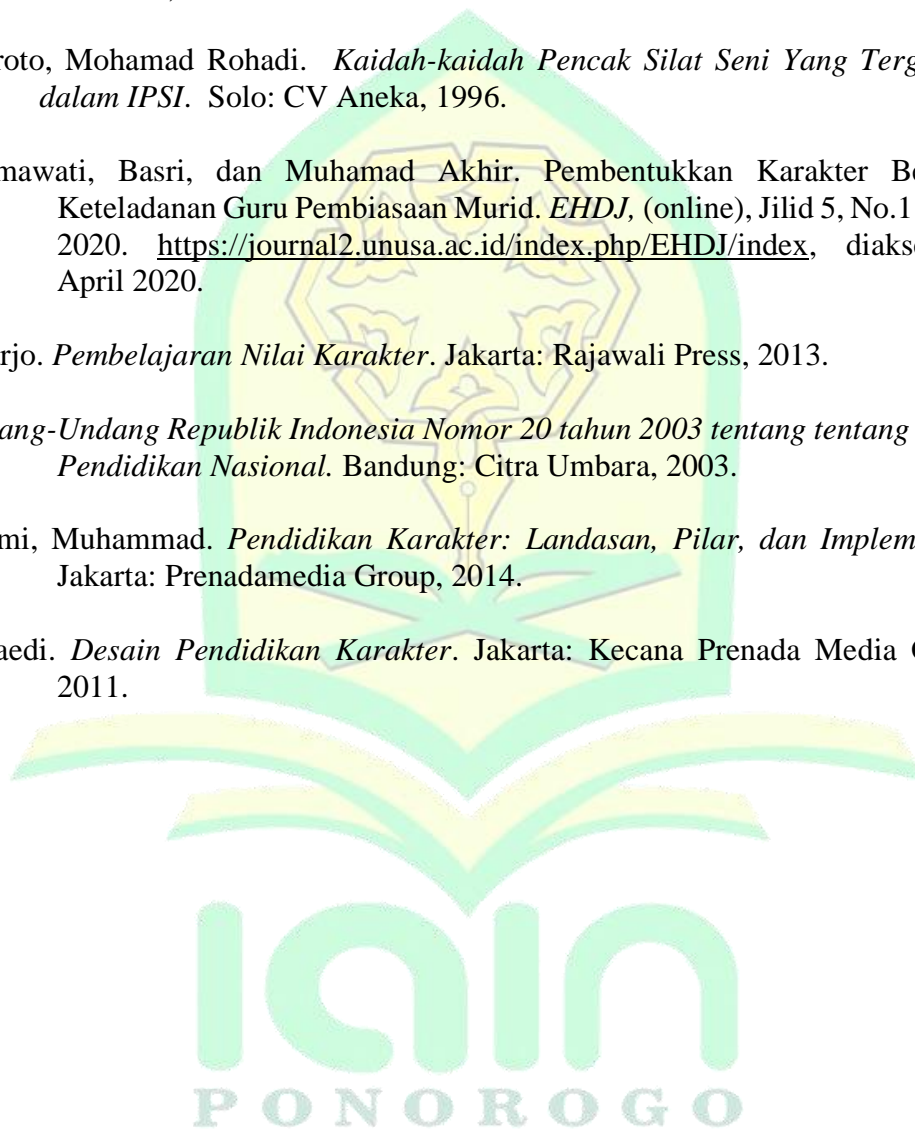 roto, Mohamad Rohadi. Kaidah-kaidah Pencak Silat Seni Yang Terg
dalam IPSI. Solo: CV Aneka, 1996.
mawati, Basri, dan Muhamad Akhir. Pembentukkan Karakter Be
Keteladanan Guru Pembiasaan Murid. EHDJ, (online), Jilid 5, No.1
2020. https://journal2.unusa.ac.id/index.php/EHDJ/index, diakse
April 2020.
rjo. Pembelajaran Nilai Karakter. Jakarta: Rajawali Press, 2013.
ang-Undang Republik Indonesia Nomor 20 tahun 2003 tentang tentang
Pendidikan Nasional. Bandung: Citra Umbara, 2003.
mi, Muhammad. Pendidikan Karakter: Landasan, Pilar, dan Implem
Jakarta: Prenadamedia Group, 2014.
aedi. Desain Pendidikan Karakter. Jakarta: Kecana Prenada Media
2011.
iain
PONOROGO